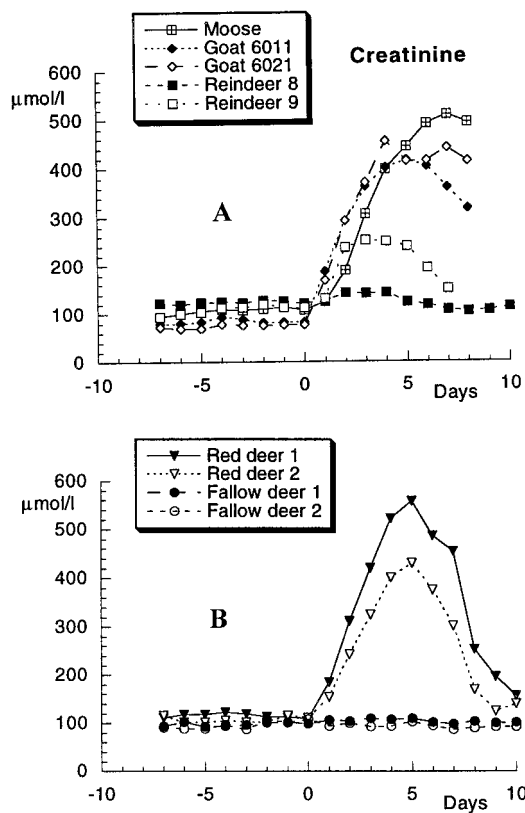 Moose
Goat 6011
Goat 6021
Reindeer 8
Reindeer 9
Creatinine
600
µmol/l
500
400
300
200
100
0
A
-10
-5
0
5
10
Days
Red deer 1
Red deer 2
Fallow deer 1
Fallow deer 2
600
µmol/l
500
400
300
200
100
0
B
-10
-5
0
5
10
Days